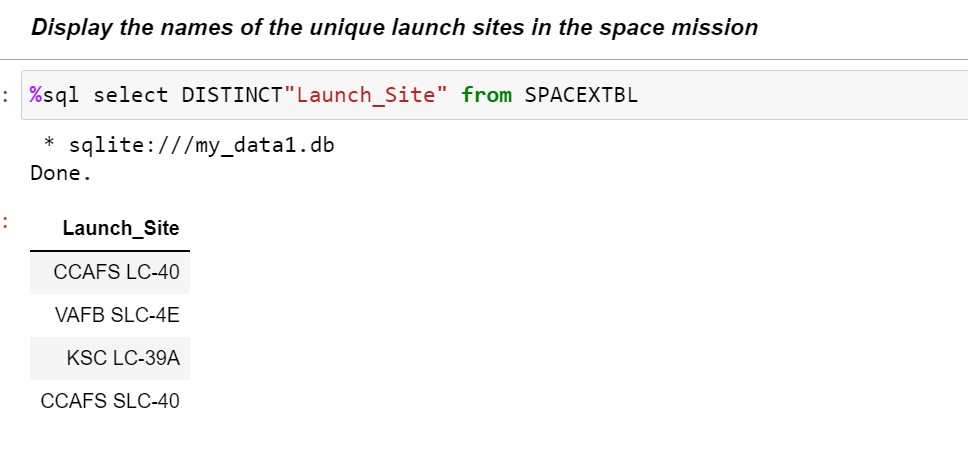 Display the names of the unique launch sites in the space mission
: %sql select DISTINCT"Launch_Site" from SPACEXTBL
* sqlite:///my_data1.db
Done.
:
Launch_Site
CCAFS LC-40
VAFB SLC-4E
KSC LC-39A
CCAFS SLC-40